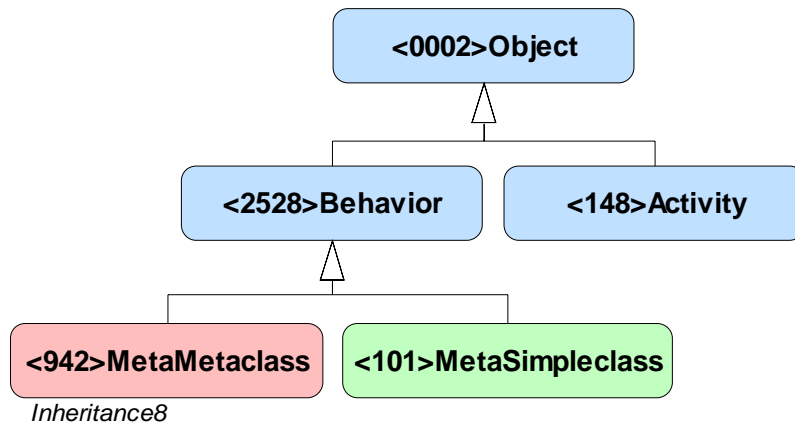 <0002>Object
<2528>Behavior
<148>Activity
<942>MetaMetaclass
<101>MetaSimpleclass
Inheritance8